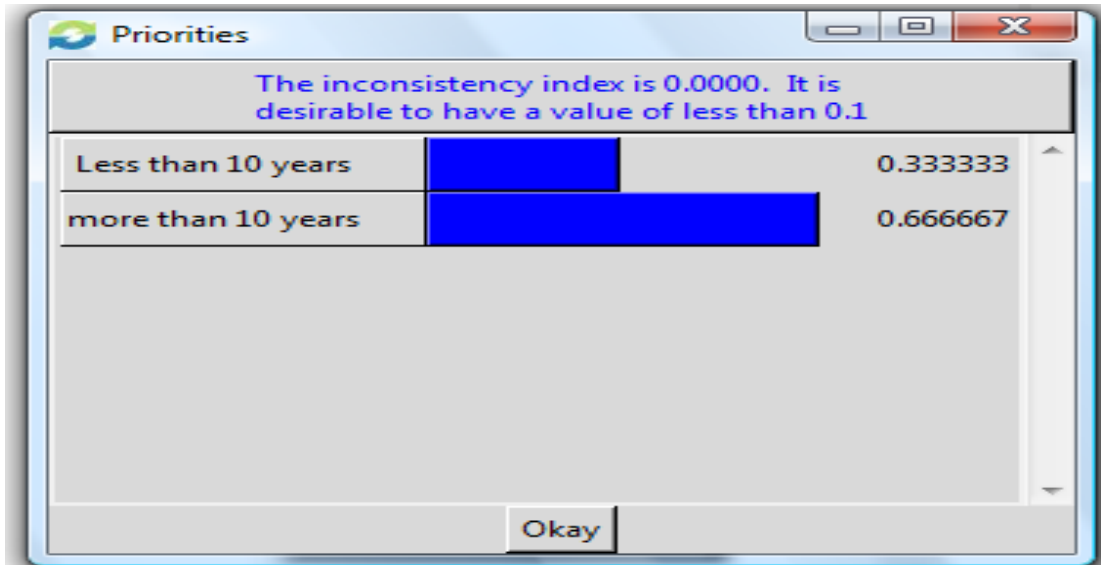 Priorities
The inconsistency index is 0.0000. It is
desirable to have a value of less than 0.1
Less than 10 years 0.333333
more than 10 years 0.666667
Okay